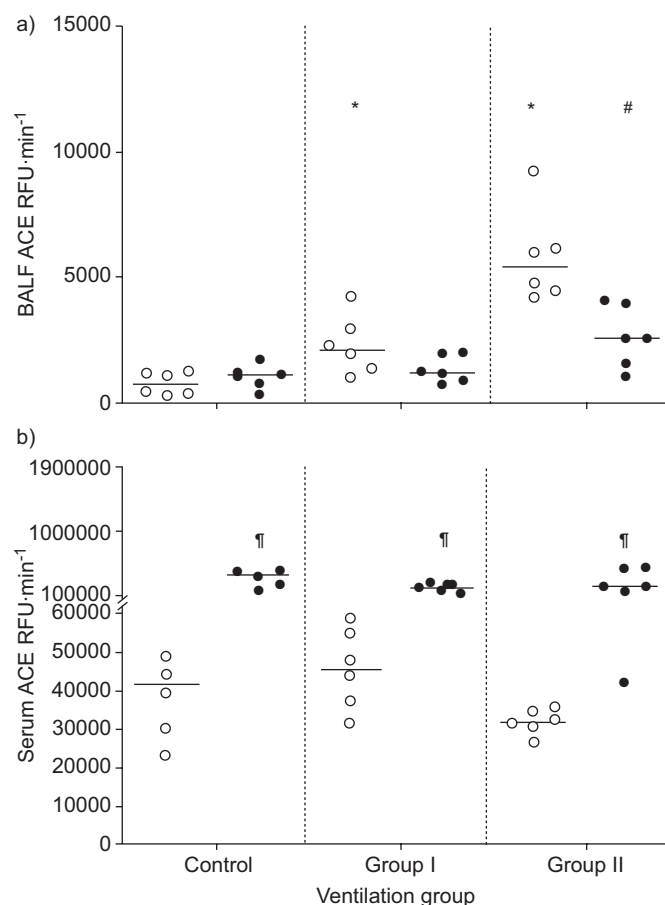 a)
15000
10000
5000
0
BALF ACE RFU·min-1
* * #
b)
1900000
1000000
100000
60000
50000
40000
30000
20000
10000
0
Serum ACE RFU·min-1
¶ ¶ ¶
Control Group I Group II
Ventilation group